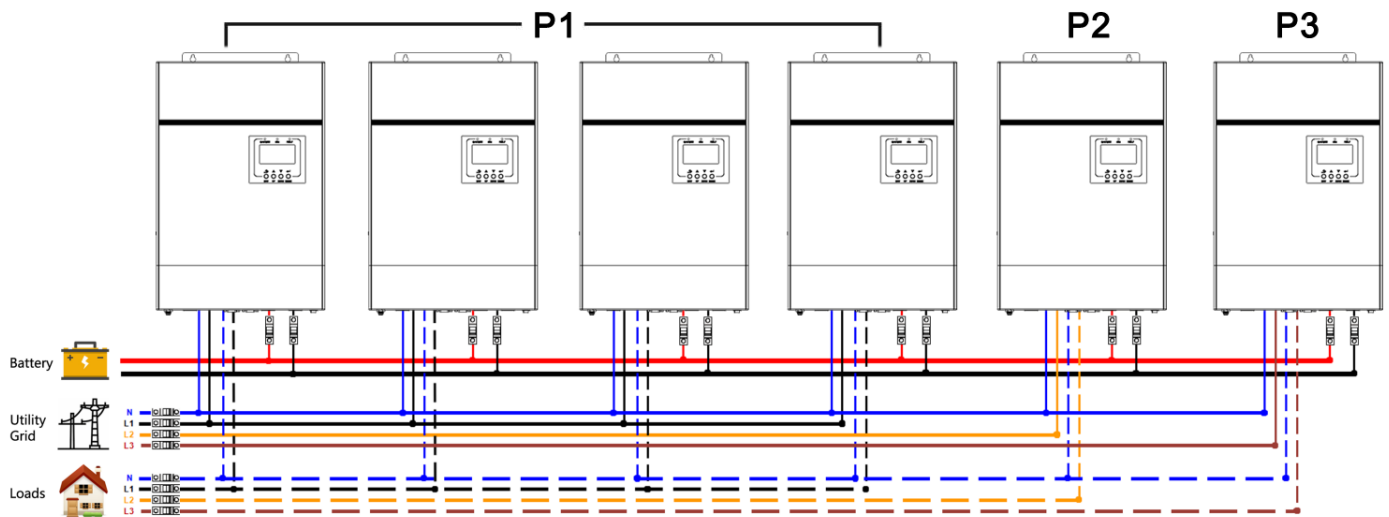 P1 P2 P3
Battery
+ -
Utility
Grid
N
L1
L2
L3
Loads
N
L1
L2
L3